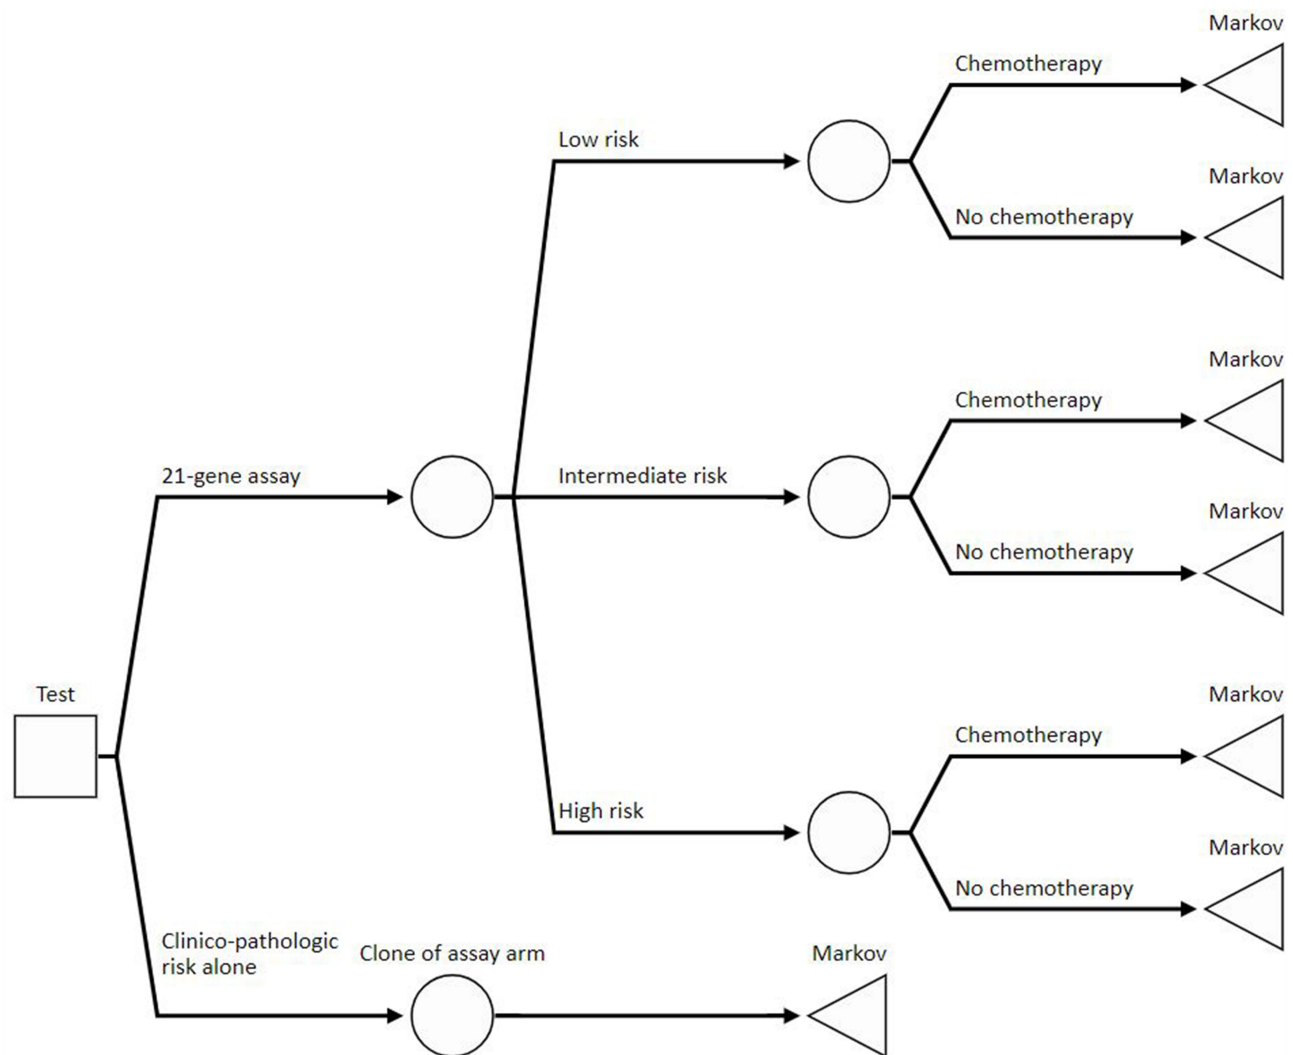 Markov
Chemotherapy
Low risk
Markov
No chemotherapy
Markov
Chemotherapy
21-gene assay
Intermediate risk
Markov
No chemotherapy
Test
Markov
Chemotherapy
High risk
Markov
No chemotherapy
Clinico-pathologic
risk alone
Clone of assay arm
Markov